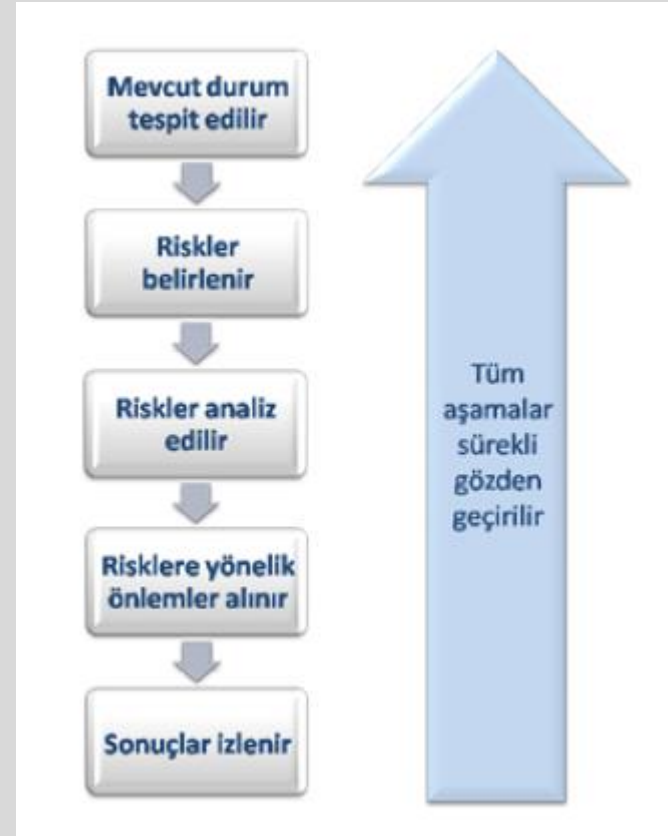 Mevcut durum
tespit edilir
Riskler
belirlenir
Riskler analiz
edilir
Risklere yönelik
önlemler alınır
Sonuçlar izlenir
Tüm
aşamalar
sürekli
gözden
geçirilir